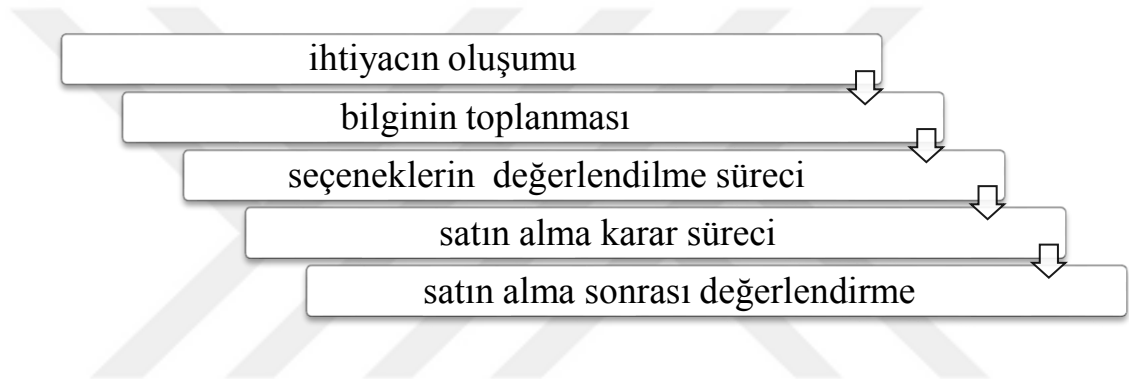 ihtiyacın oluşumu
bilginin toplanması
seçeneklerin değerlendilme süreci
satın alma karar süreci
satın alma sonrası değerlendirme